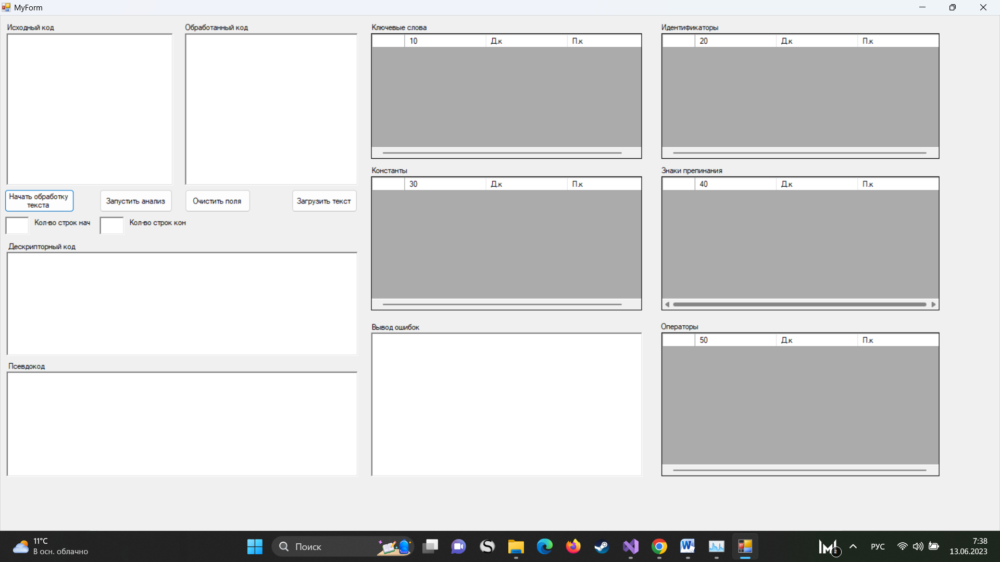 MyForm
Исходный код
Обработанный код
Ключевые слова
Идентификаторы
10 Д.к П.к
20 Д.к П.к
Константы
Знаки препинания
30 Д.к П.к
40 Д.к П.к
Начать обработку
текста
Запустить анализ
Очистить поля
Загрузить текст
Кол-во строк нач
Кол-во строк кон
Дескрипторный код
Вывод ошибок
Операторы
50 Д.к П.к
Псевдокод
11°C
В осн. облачно
Поиск
2
РУС
7:38
13.06.2023